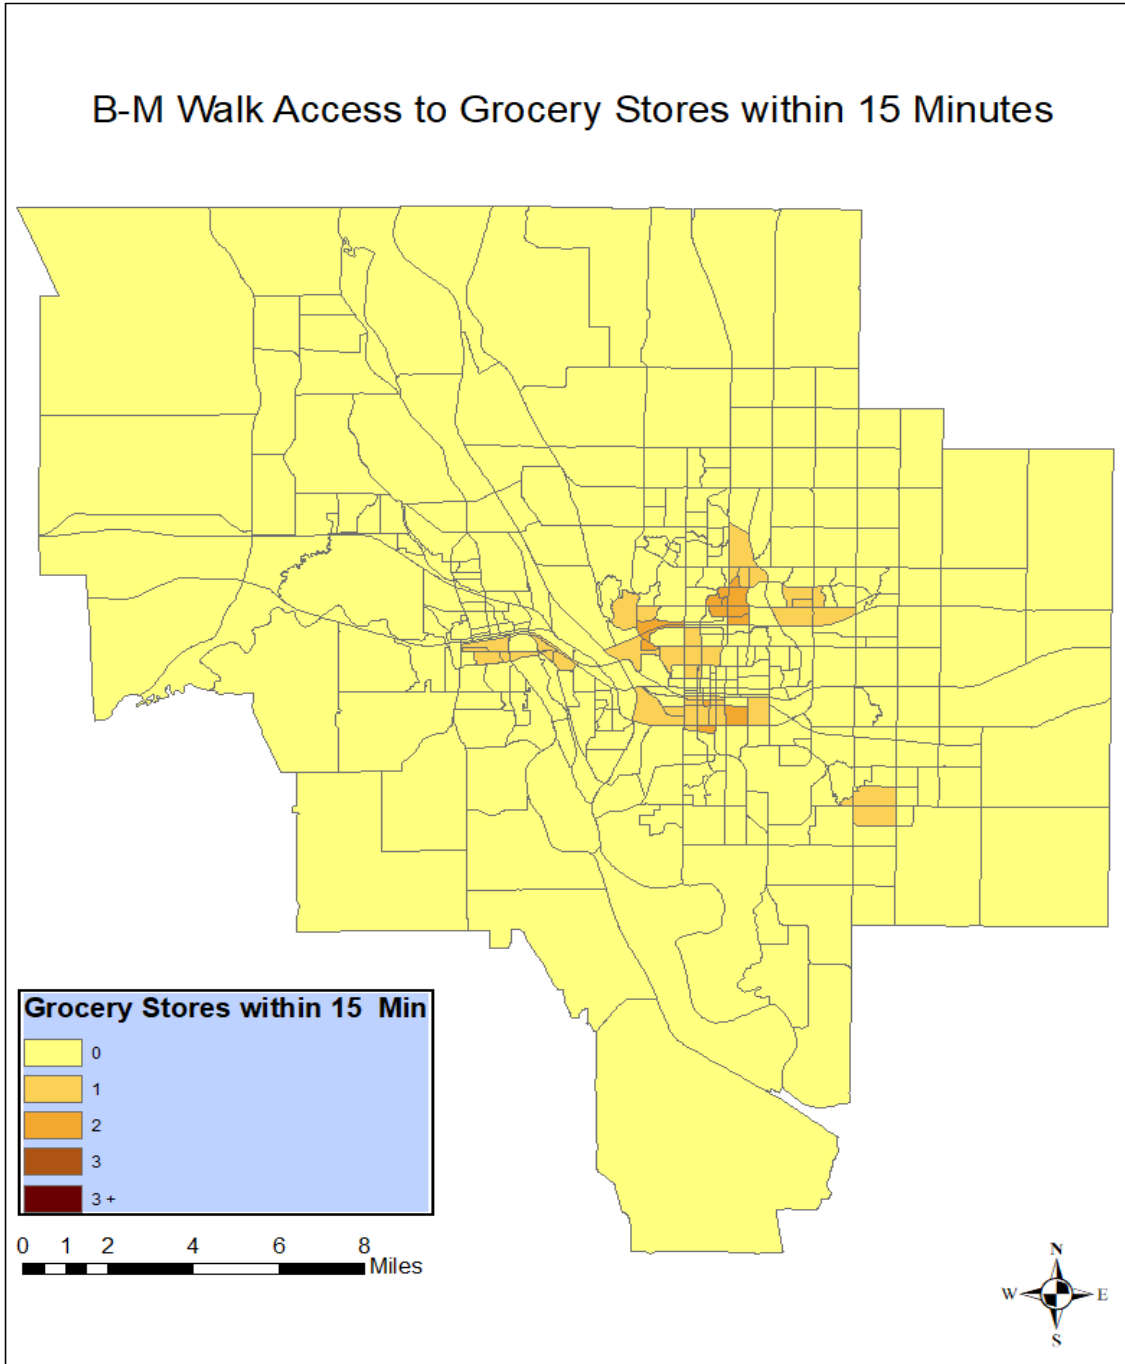 B-M Walk Access to Grocery Stores within 15 Minutes
Grocery Stores within 15 Min
0
1
2
3
3 +
0 1 2 4 6 8
Miles
N
W E
S